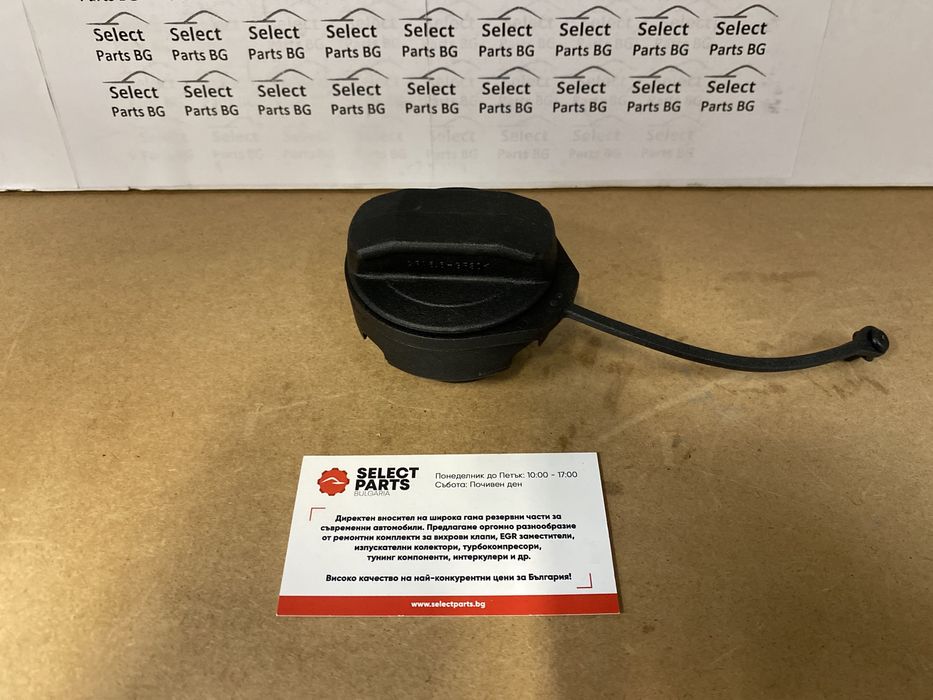 Select Select Select Select Select Select Select Select Select
Parts BG Parts BG Parts BG Parts BG Parts BG Parts BG Parts BG Parts BG Parts BG
Select Select Select Select Select Select Select Select Select
Parts BG Parts BG Parts BG Parts BG Parts BG Parts BG Parts BG Parts BG Parts BG
SELECT
PARTS
BULGARIA
Понеделник до Петък: 10:00 - 17:00
Събота: Почивен ден
Директен вносител на широка гама резервни части за
съвременни автомобили. Предлагаме оргомно разнообразие
от ремонтни комплекти за вихрови клапи, EGR заместители,
изпускателни колектори, турбокомпресори,
тунинг компоненти, интеркулери и др.
Високо качество на най-конкурентни цени за България!
www.selectparts.bg